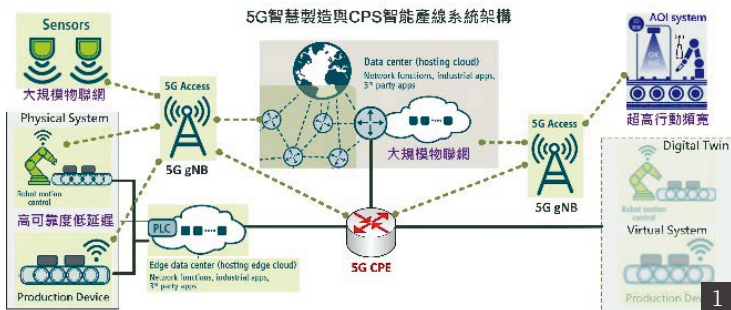 5G智慧製造與CPS智能產線系統架構
Sensors
大規模物聯網
Physical System
Robot motion
control
高可靠度低延遲
Production Device
5G Access
5G gNB
PLC
Edge data center (hosting edge cloud)
Network functions, industrial apps,
3rd party apps
Data center (hosting cloud)
Network functions, industrial apps,
3rd party apps
大規模物聯網
5G CPE
5G Access
5G gNB
AOI system
OK
NG
超高行動頻寬
Digital Twin
Robot motion
control
Virtual System
Production Dev
1